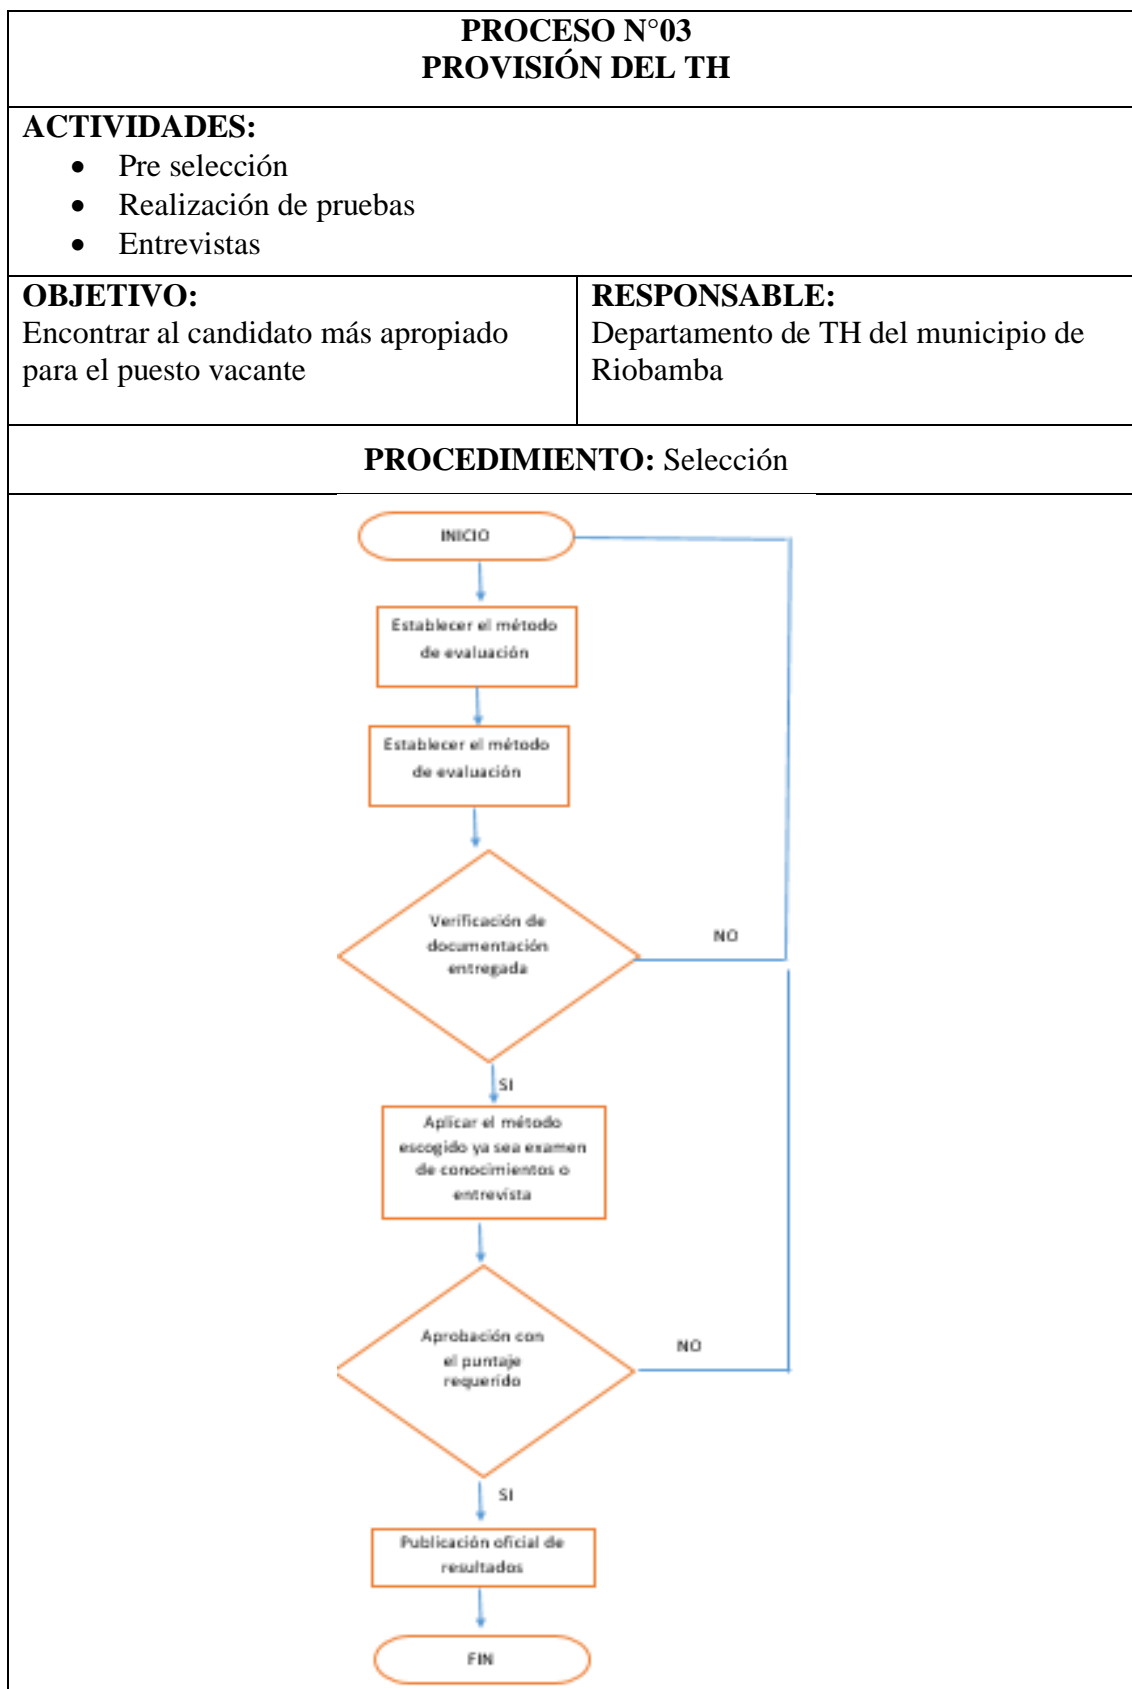 PROCESO N°03
PROVISIÓN DEL TH
ACTIVIDADES:
• Pre selección
• Realización de pruebas
• Entrevistas
OBJETIVO:
Encontrar al candidato más apropiado
para el puesto vacante
RESPONSABLE:
Departamento de TH del municipio de
Riobamba
PROCEDIMIENTO: Selección
INICIO
Establecer el método
de evaluación
Establecer el método
de evaluación
Verificación de
documentación
entregada
NO
SI
Aplicar el método
escogido ya sea examen
de conocimientos o
entrevista
Aprobación con
el puntaje
requerido
NO
SI
Publicación oficial de
resultados
FIN